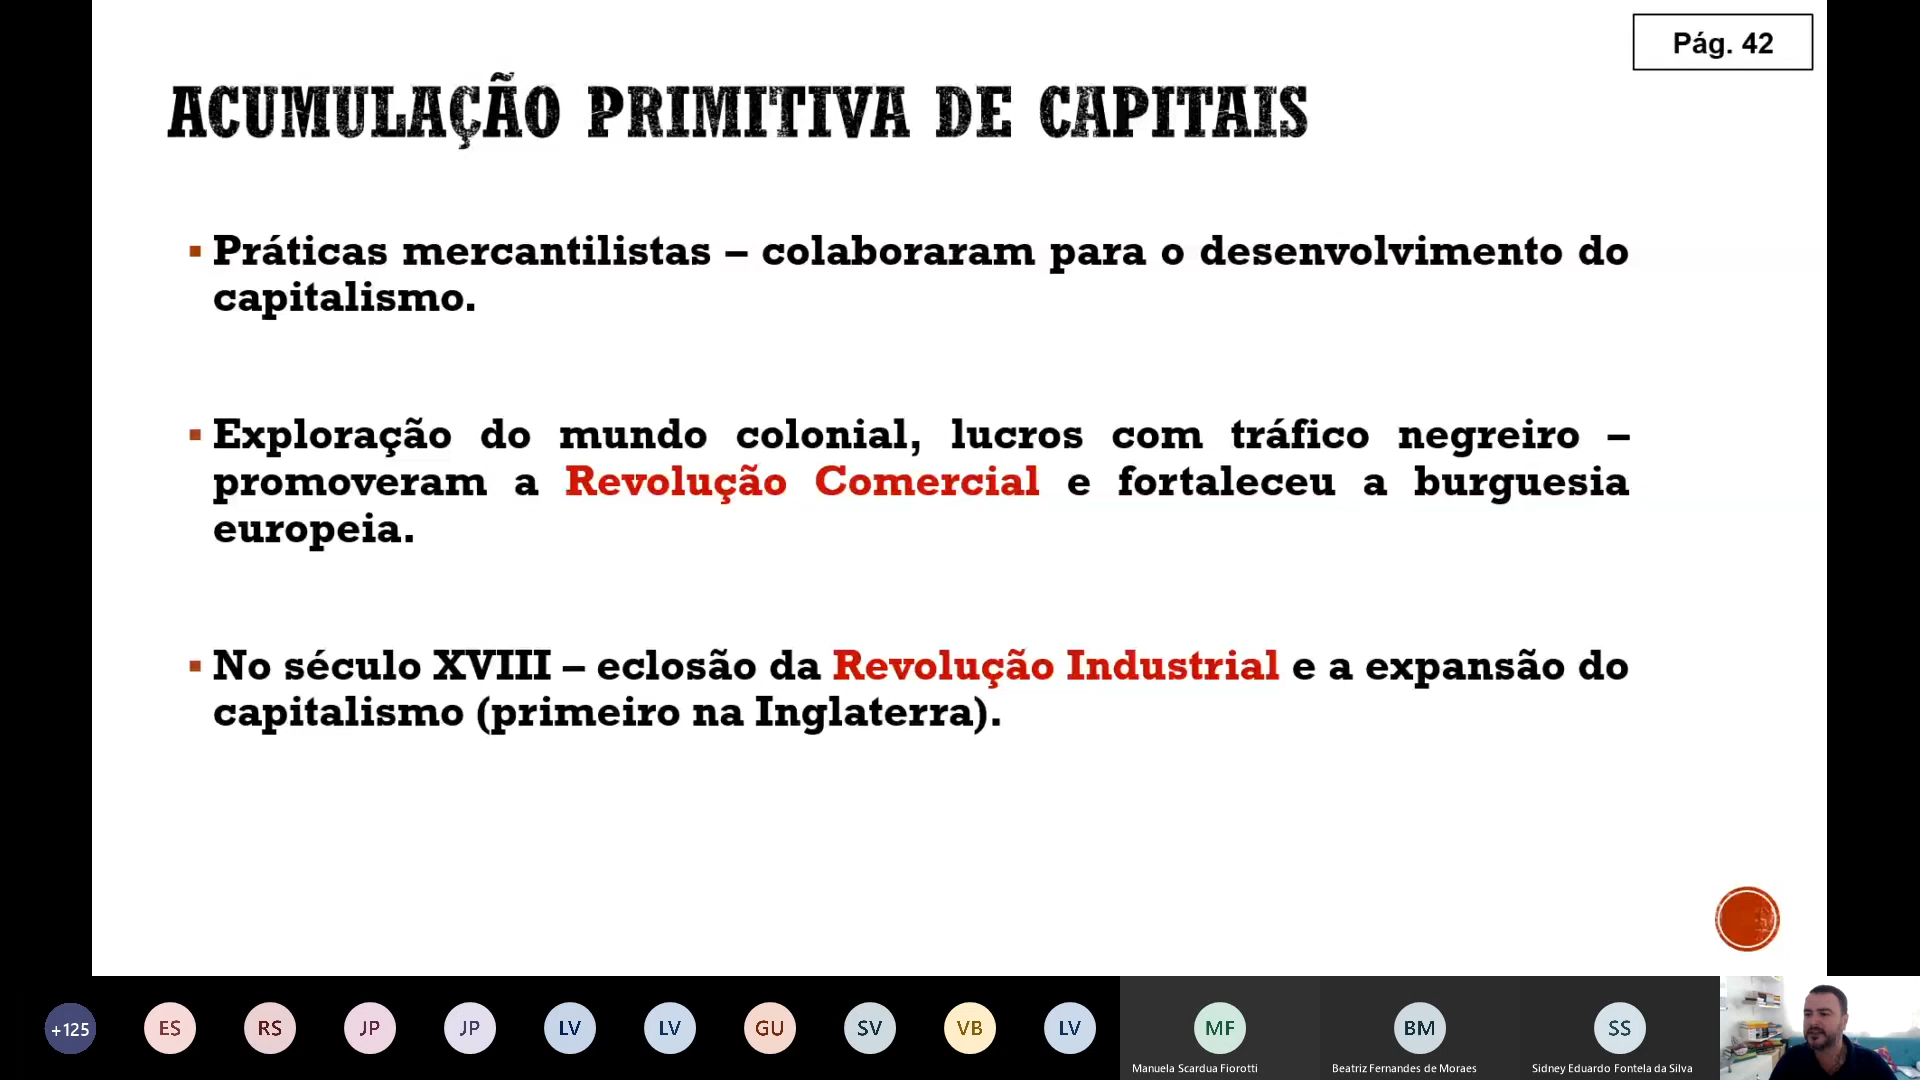 Pág. 42
ACUMULAÇÃO PRIMITIVA DE CAPITAIS
▪ Práticas mercantilistas – colaboraram para o desenvolvimento do
capitalismo.
▪ Exploração do mundo colonial, lucros com tráfico negreiro –
promoveram a Revolução Comercial e fortaleceu a burguesia
europeia.
▪ No século XVIII – eclosão da Revolução Industrial e a expansão do
capitalismo (primeiro na Inglaterra).
+125 ES RS JP JP LV LV GU SV VB LV MF BM SS
Manuela Scardua Fiorotti Beatriz Fernandes de Moraes Sidney Eduardo Fontela da Silva